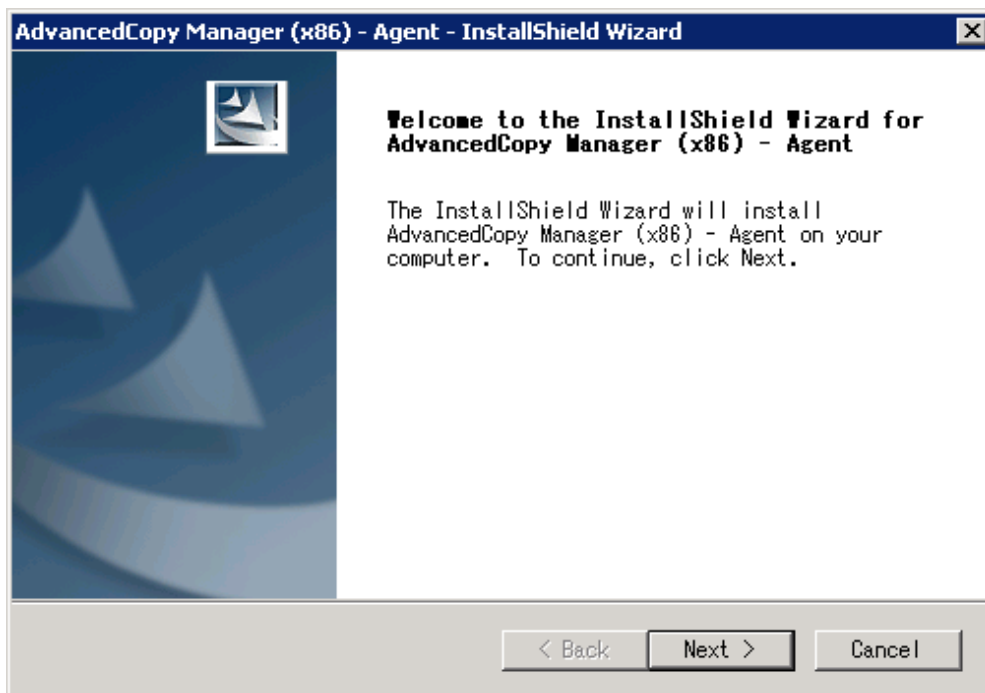 AdvancedCopy Manager (x86) - Agent - InstallShield Wizard
Welcome to the InstallShield Wizard for
AdvancedCopy Manager (x86) - Agent
The InstallShield Wizard will install
AdvancedCopy Manager (x86) - Agent on your
computer.  To continue, click Next.
< Back
Next >
Cancel